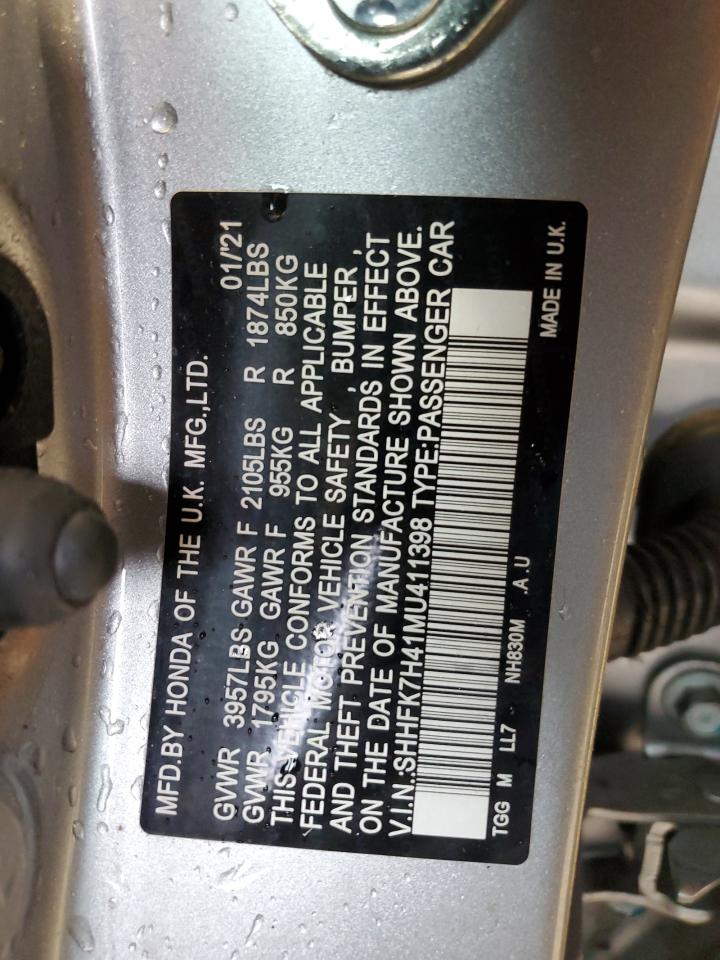 MFD.BY HONDA OF THE U.K. MFG.,LTD.
01/'21
GVWR 3957LBS GAWR F 2105LBS R 1874LBS
GVWR 1795KG GAWR F 955KG R 850KG
THIS VEHICLE CONFORMS TO ALL APPLICABLE
FEDERAL MOTOR VEHICLE SAFETY , BUMPER ,
AND THEFT PREVENTION STANDARDS IN EFFECT
ON THE DATE OF MANUFACTURE SHOWN ABOVE.
V.I.N.:SHHFK7H41MU411398 TYPE:PASSENGER CAR
TGG M LL7 NH830M .A.U
MADE IN U.K.